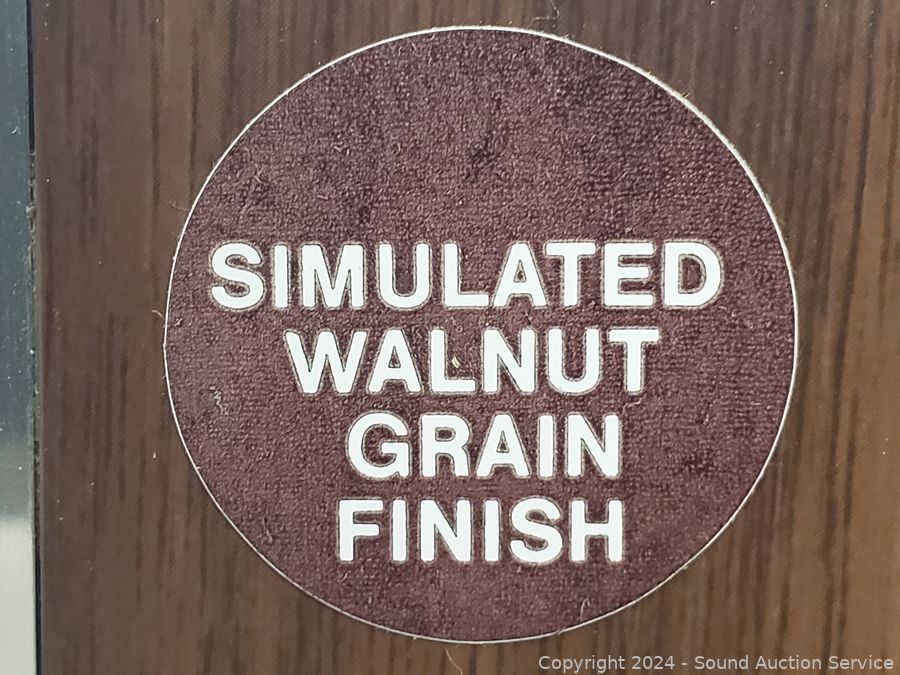 SIMULATED
WALNUT
GRAIN
FINISH
Copyright 2024 - Sound Auction Service